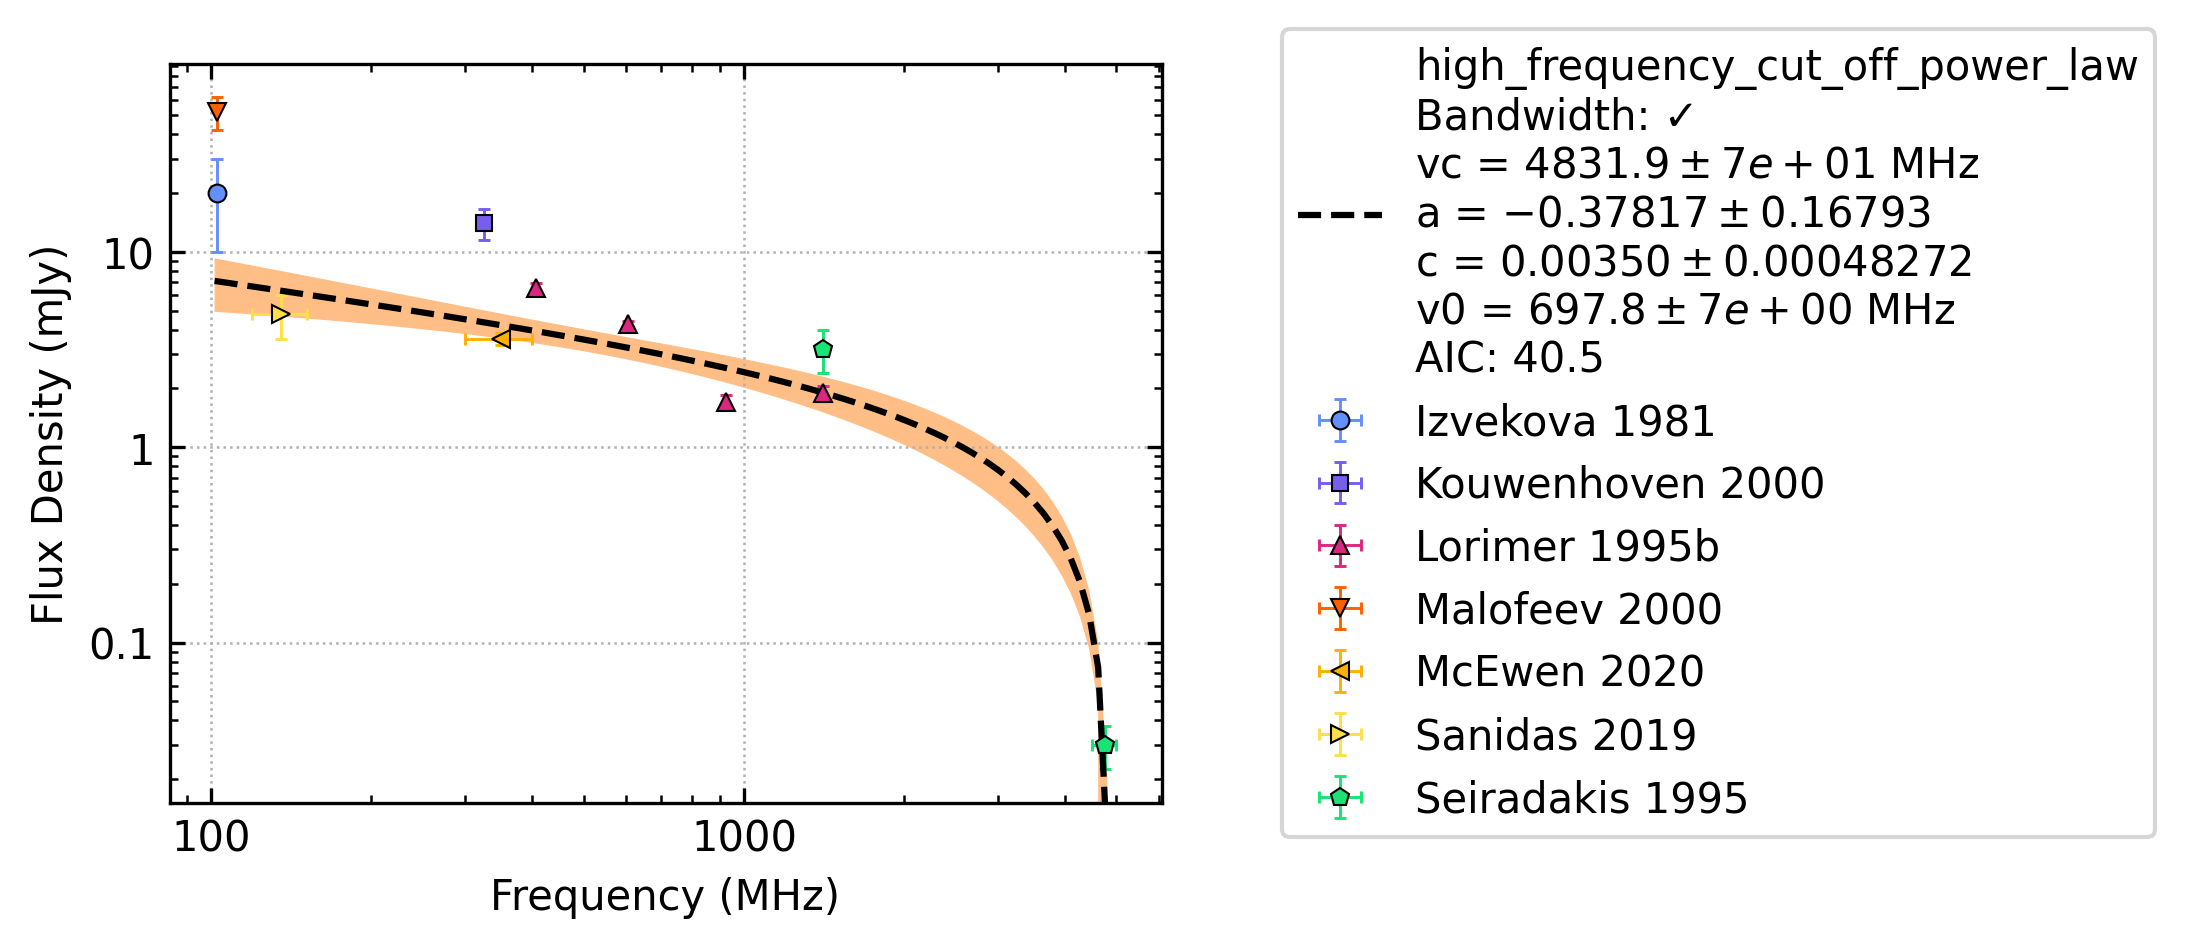 10
1
0.1
100
1000
Flux Density (mJy)
Frequency (MHz)
high_frequency_cut_off_power_law
Bandwidth: ✓
vc = 4831.9 ± 7e + 01 MHz
a = −0.37817 ± 0.16793
c = 0.00350 ± 0.00048272
v0 = 697.8 ± 7e + 00 MHz
AIC: 40.5
Izvekova 1981
Kouwenhoven 2000
Lorimer 1995b
Malofeev 2000
McEwen 2020
Sanidas 2019
Seiradakis 1995